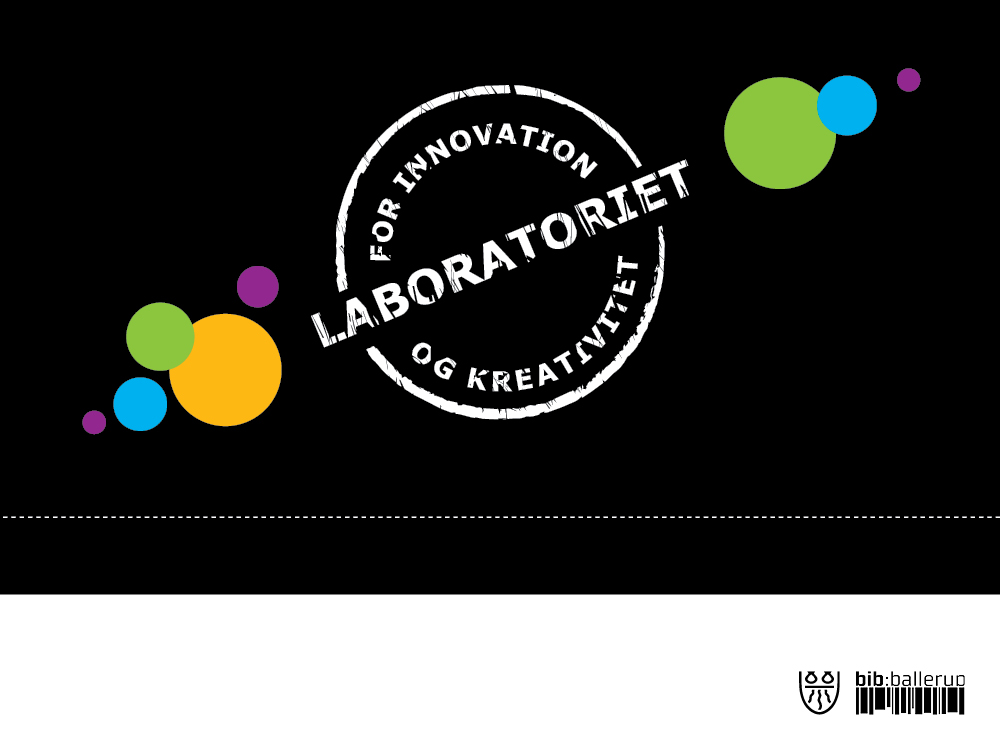 FOR INNOVATION
LABORATORIET
OG KREATIVITET
bib:ballerup